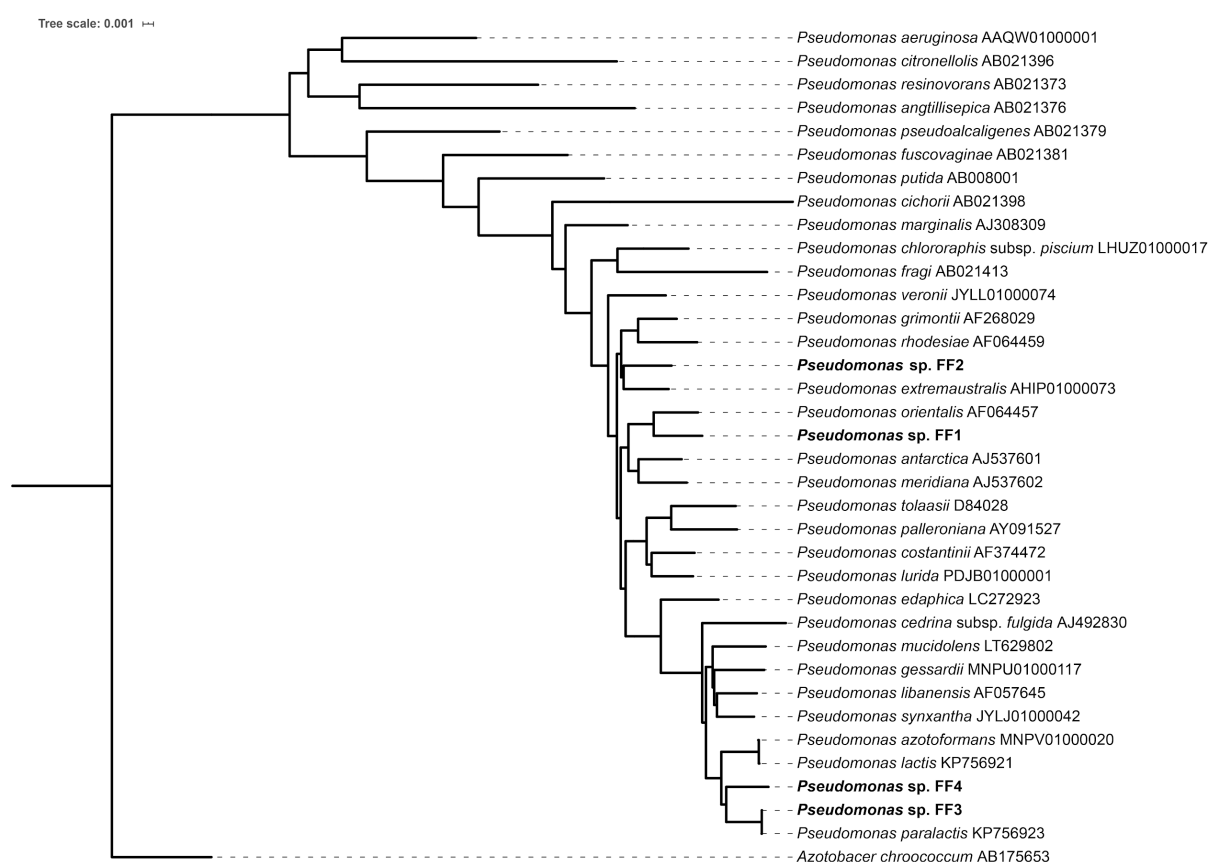 Tree scale: 0.001
Pseudomonas aeruginosa AAQW01000001
Pseudomonas citronellolis AB021396
Pseudomonas resinovorans AB021373
Pseudomonas angtillisepica AB021376
Pseudomonas pseudoalcaligenes AB021379
Pseudomonas fuscovaginae AB021381
Pseudomonas putida AB008001
Pseudomonas cichorii AB021398
Pseudomonas marginalis AJ308309
Pseudomonas chlororaphis subsp. piscium LHUZ01000017
Pseudomonas fragi AB021413
Pseudomonas veronii JYLL01000074
Pseudomonas grimontii AF268029
Pseudomonas rhodesiae AF064459
Pseudomonas sp. FF2
Pseudomonas extremaustralis AHIP01000073
Pseudomonas orientalis AF064457
Pseudomonas sp. FF1
Pseudomonas antarctica AJ537601
Pseudomonas meridiana AJ537602
Pseudomonas tolaasii D84028
Pseudomonas palleroniana AY091527
Pseudomonas costantinii AF374472
Pseudomonas lurida PDJB01000001
Pseudomonas edaphica LC272923
Pseudomonas cedrina subsp. fulgida AJ492830
Pseudomonas mucidolens LT629802
Pseudomonas gessardii MNPU01000117
Pseudomonas libanensis AF057645
Pseudomonas synxantha JYLJ01000042
Pseudomonas azotoformans MNPV01000020
Pseudomonas lactis KP756921
Pseudomonas sp. FF4
Pseudomonas sp. FF3
Pseudomonas paralactis KP756923
Azotobacer chroococcum AB175653